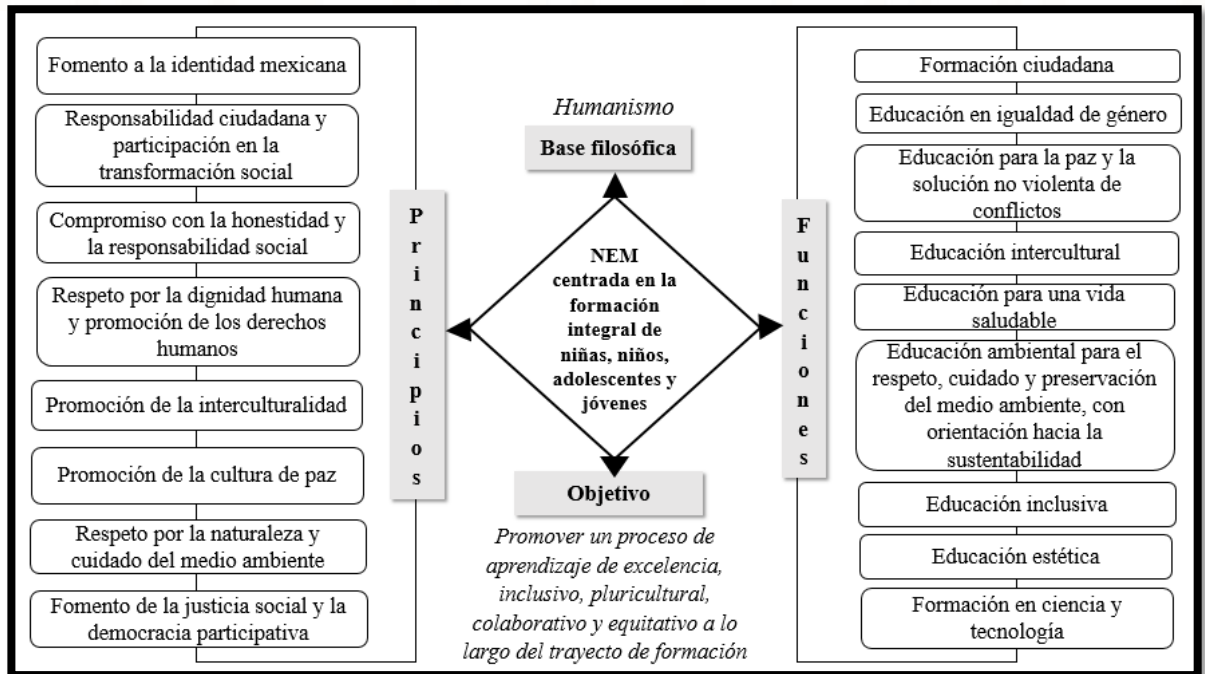 Fomento a la identidad mexicana
Responsabilidad ciudadana y
participación en la
transformación social
Compromiso con la honestidad y
la responsabilidad social
Respeto por la dignidad humana
y promoción de los derechos
humanos
Promoción de la interculturalidad
Promoción de la cultura de paz
Respeto por la naturaleza y
cuidado del medio ambiente
Fomento de la justicia social y la
democracia participativa
Principios
Humanismo
Base filosófica
NEM
centrada en la
formación
integral de
niñas, niños,
adolescentes y
jóvenes
Objetivo
Promover un proceso de
aprendizaje de excelencia,
inclusivo, pluricultural,
colaborativo y equitativo a lo
largo del trayecto de formación
Funciones
Formación ciudadana
Educación en igualdad de género
Educación para la paz y la
solución no violenta de
conflictos
Educación intercultural
Educación para una vida
saludable
Educación ambiental para el
respeto, cuidado y preservación
del medio ambiente, con
orientación hacia la
sustentabilidad
Educación inclusiva
Educación estética
Formación en ciencia y
tecnología